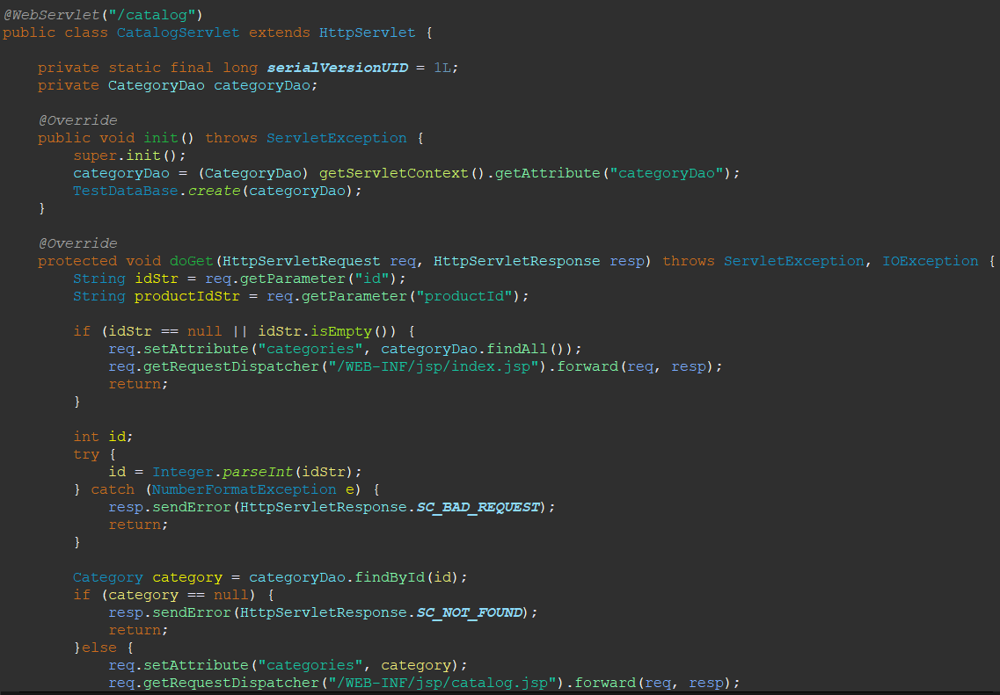 @WebServlet("/catalog")
public class CatalogServlet extends HttpServlet {
private static final long serialVersionUID = 1L;
private CategoryDao categoryDao;
@Override
public void init() throws ServletException {
super.init();
categoryDao = (CategoryDao) getServletContext().getAttribute("categoryDao");
TestDataBase.create(categoryDao);
}
@Override
protected void doGet(HttpServletRequest req, HttpServletResponse resp) throws ServletException, IOException {
String idStr = req.getParameter("id");
String productIdStr = req.getParameter("productId");
if (idStr == null || idStr.isEmpty()) {
req.setAttribute("categories", categoryDao.findAll());
req.getRequestDispatcher("/WEB-INF/jsp/index.jsp").forward(req, resp);
return;
}
int id;
try {
id = Integer.parseInt(idStr);
} catch (NumberFormatException e) {
resp.sendError(HttpServletResponse.SC_BAD_REQUEST);
return;
}
Category category = categoryDao.findById(id);
if (category == null) {
resp.sendError(HttpServletResponse.SC_NOT_FOUND);
return;
}else {
req.setAttribute("categories", category);
req.getRequestDispatcher("/WEB-INF/jsp/catalog.jsp").forward(req, resp);